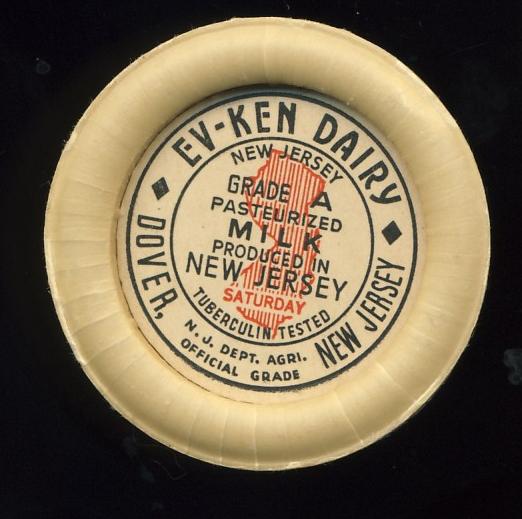 EV-KEN DAIRY
NEW JERSEY
GRADE A
PASTEURIZED
MILK
PRODUCED IN
NEW JERSEY
SATURDAY
TUBERCULIN TESTED
DOVER, NEW JERSEY
N. J. DEPT. AGRI.
OFFICIAL GRADE